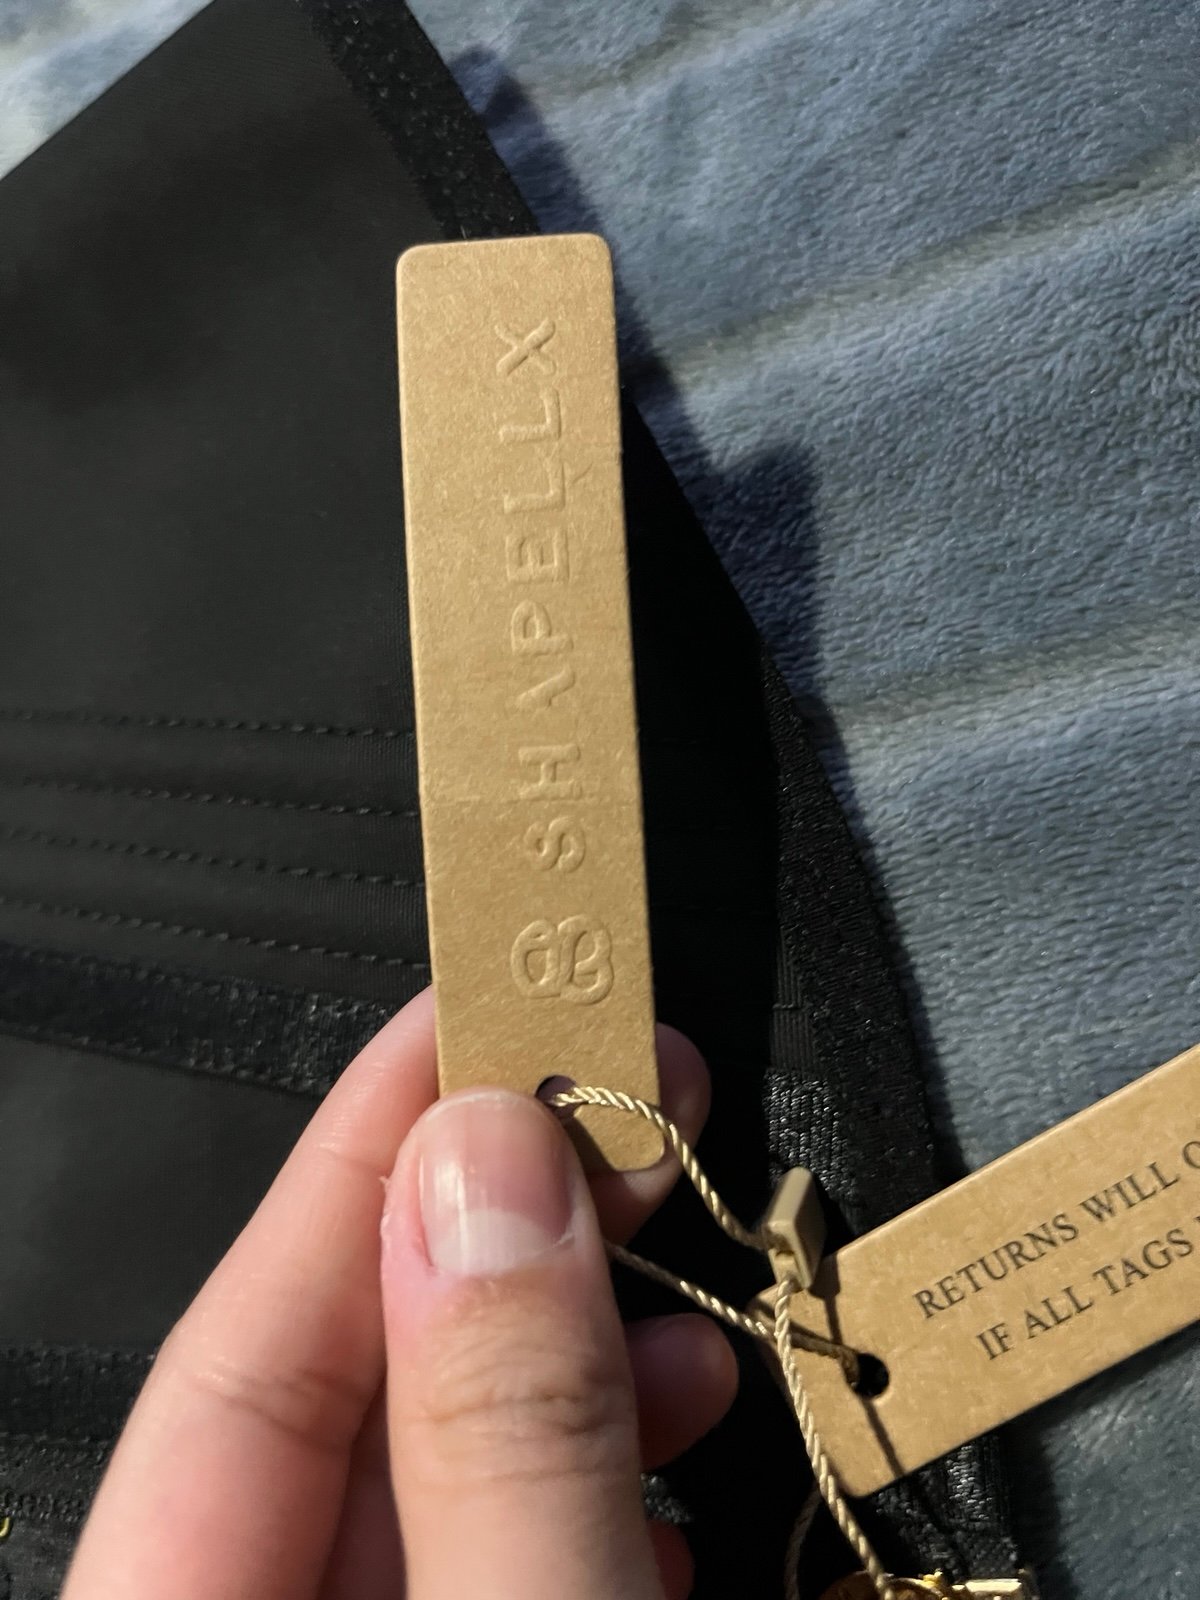 SHAPELLX
RETURNS WILL
IF ALL TAGS